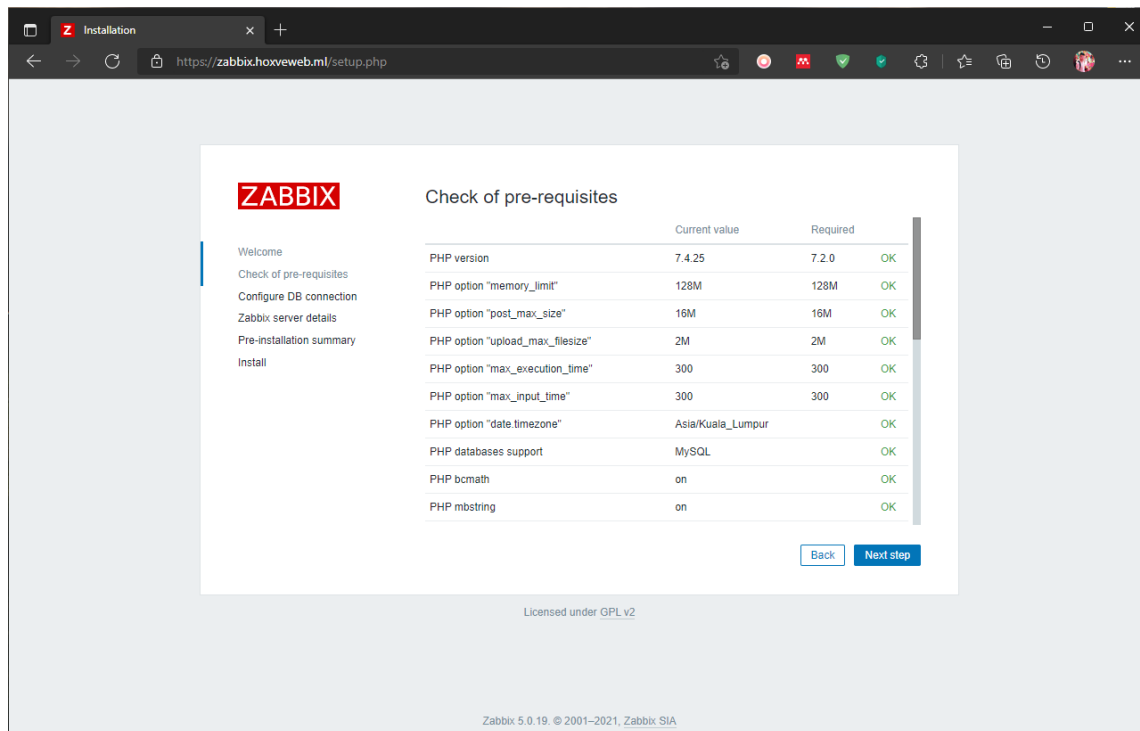 Installation
https://zabbix.hoxveweb.ml/setup.php
ZABBIX
Welcome
Check of pre-requisites
Configure DB connection
Zabbix server details
Pre-installation summary
Install
Check of pre-requisites
Current value Required
PHP version 7.4.25 7.2.0 OK
PHP option "memory_limit" 128M 128M OK
PHP option "post_max_size" 16M 16M OK
PHP option "upload_max_filesize" 2M 2M OK
PHP option "max_execution_time" 300 300 OK
PHP option "max_input_time" 300 300 OK
PHP option "date.timezone" Asia/Kuala_Lumpur OK
PHP databases support MySQL OK
PHP bcmath on OK
PHP mbstring on OK
Back Next step
Licensed under GPL v2
Zabbix 5.0.19. © 2001–2021, Zabbix SIA